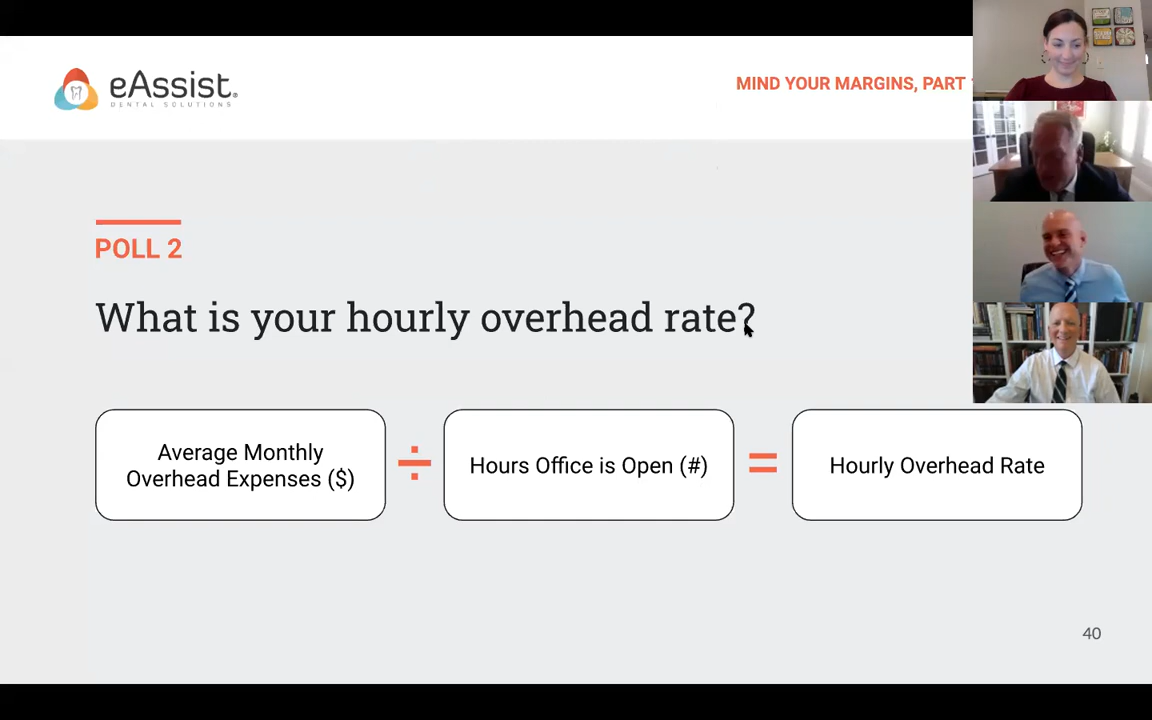 eAssist®
DENTAL SOLUTIONS
MIND YOUR MARGINS, PART
POLL 2
What is your hourly overhead rate?
Average Monthly
Overhead Expenses ($)
÷
Hours Office is Open (#)
=
Hourly Overhead Rate
40